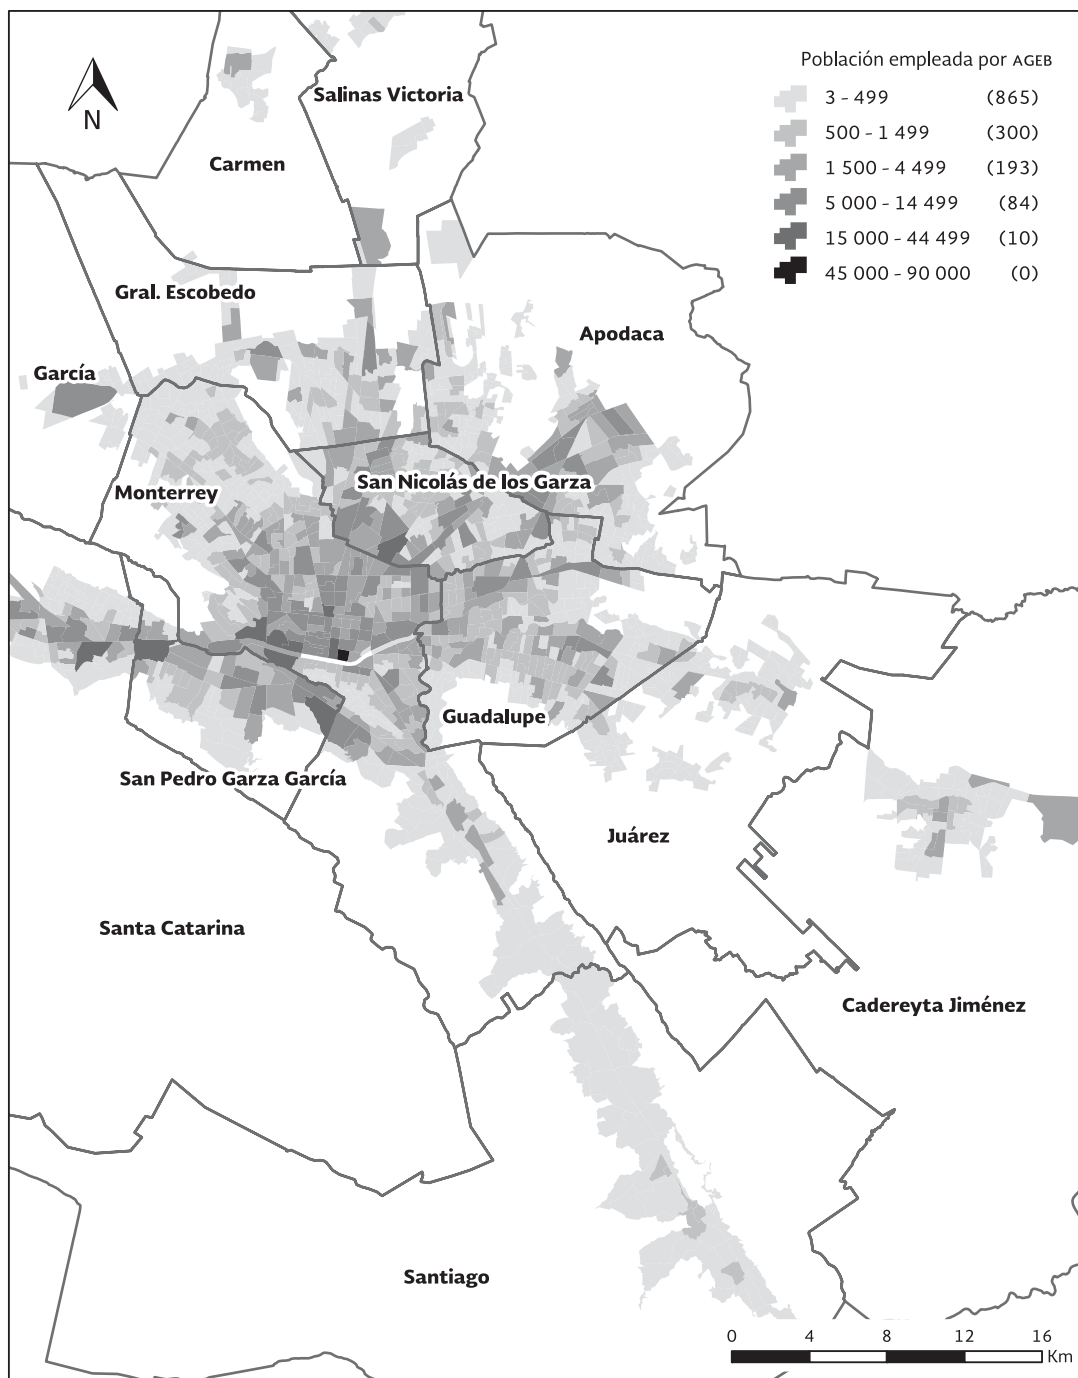 Población empleada por AGEB
3 - 499 (865)
500 - 1 499 (300)
1 500 - 4 499 (193)
5 000 - 14 499 (84)
15 000 - 44 499 (10)
45 000 - 90 000 (0)
N
Salinas Victoria
Carmen
Gral. Escobedo
Apodaca
García
San Nicolás de los Garza
Monterrey
Guadalupe
San Pedro Garza García
Juárez
Santa Catarina
Cadereyta Jiménez
Santiago
0 4 8 12 16
Km